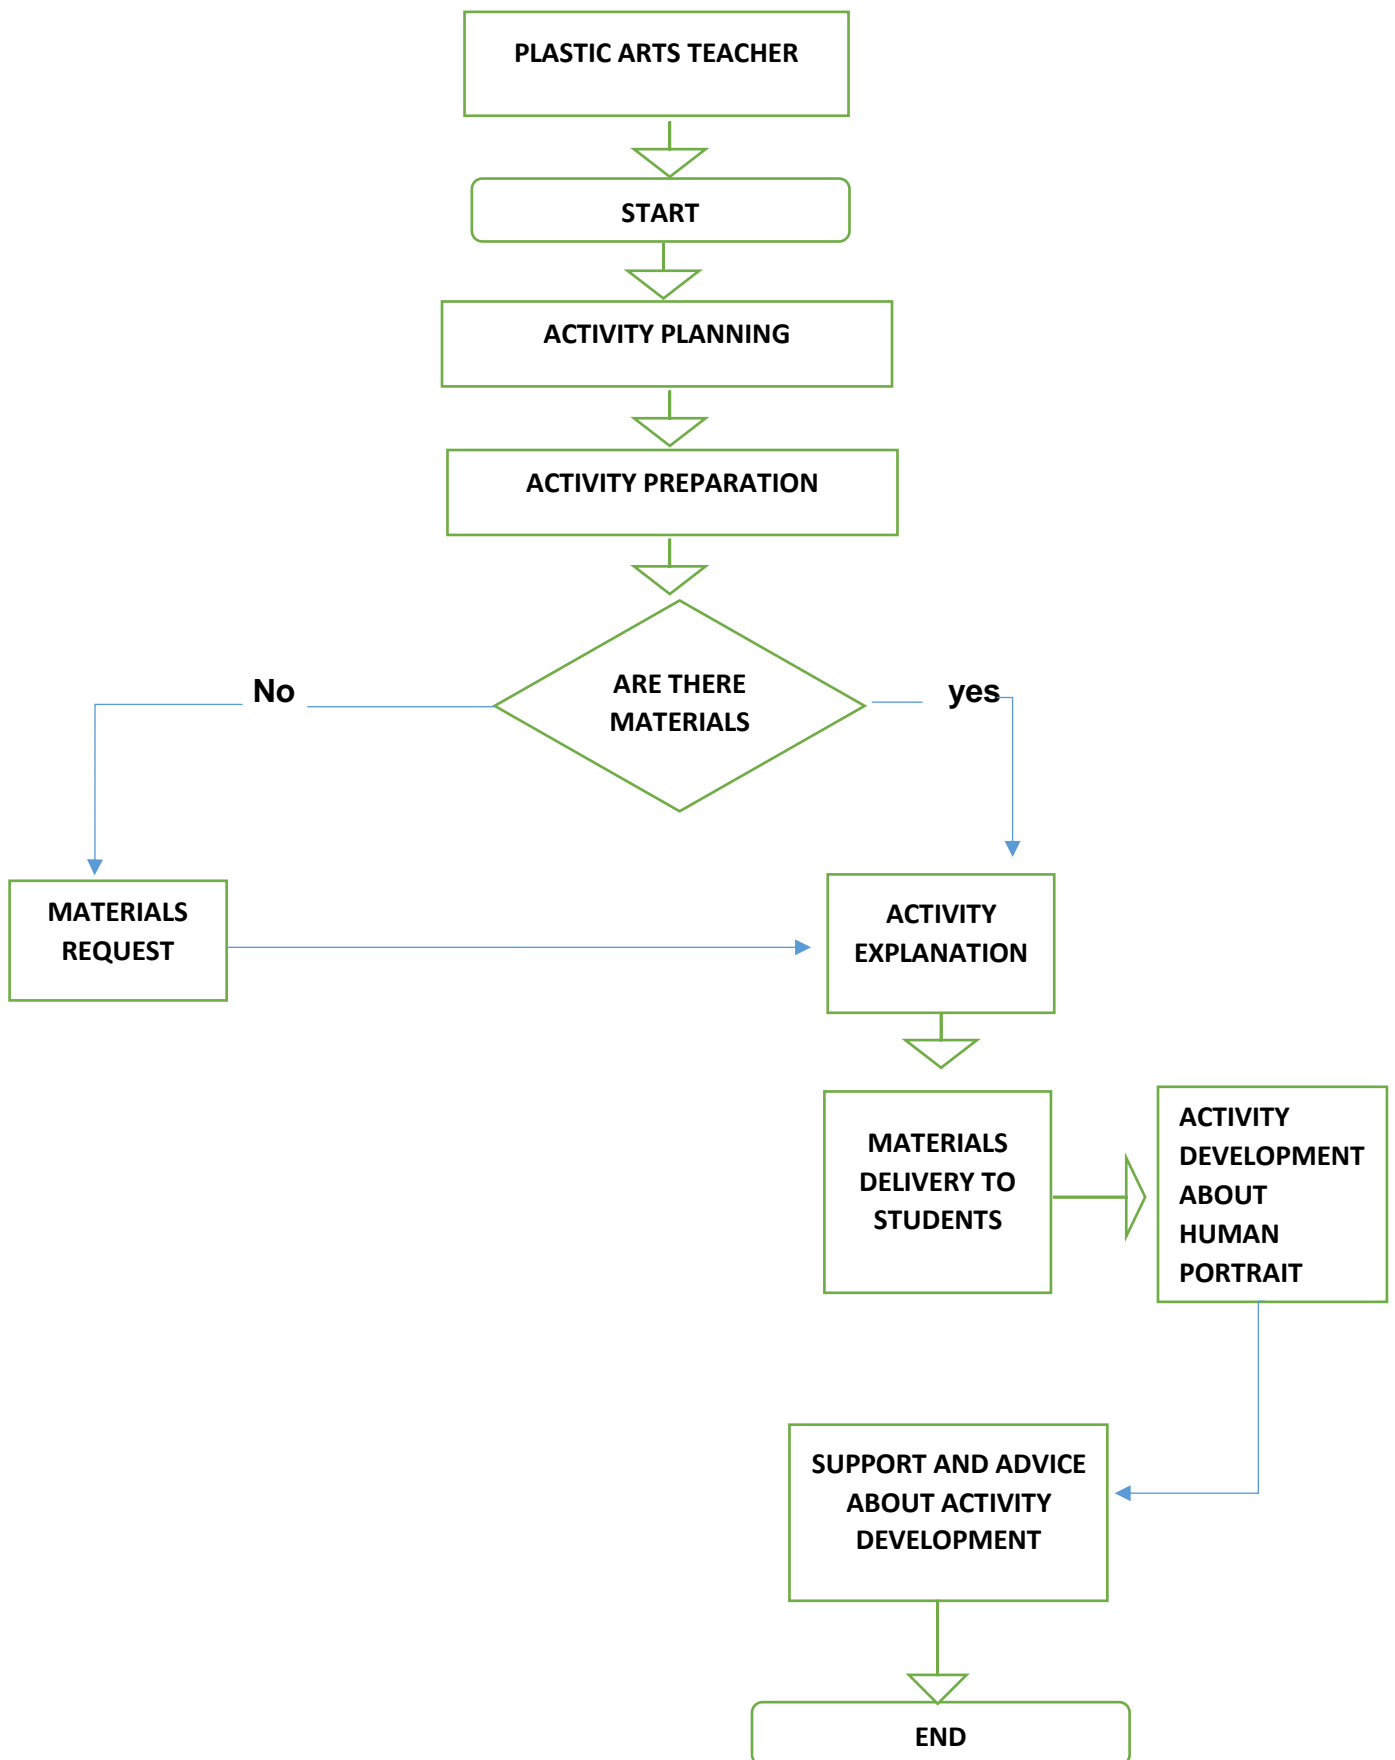 PLASTIC ARTS TEACHER
START
ACTIVITY PLANNING
ACTIVITY PREPARATION
ARE THERE
MATERIALS
No
yes
MATERIALS
REQUEST
ACTIVITY
EXPLANATION
MATERIALS
DELIVERY TO
STUDENTS
ACTIVITY
DEVELOPMENT
ABOUT
HUMAN
PORTRAIT
SUPPORT AND ADVICE
ABOUT ACTIVITY
DEVELOPMENT
END